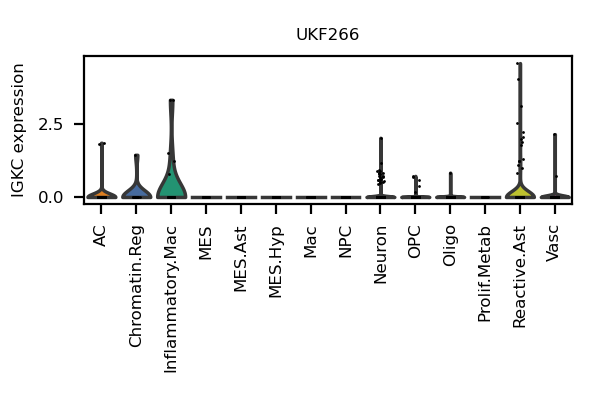 UKF266
IGKC expression
2.5
0.0
AC
Chromatin.Reg
Inflammatory.Mac
MES
MES.Ast
MES.Hyp
Mac
NPC
Neuron
OPC
Oligo
Prolif.Metab
Reactive.Ast
Vasc